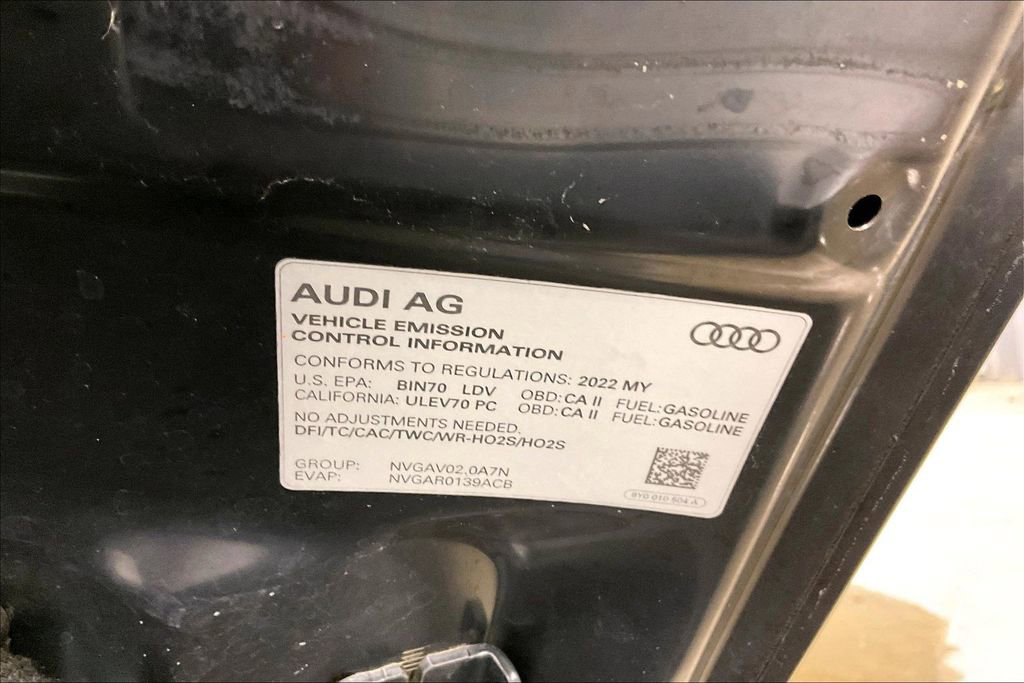 AUDI AG
VEHICLE EMISSION
CONTROL INFORMATION
CONFORMS TO REGULATIONS: 2022 MY
U.S. EPA: BIN70 LDV OBD:CA II FUEL:GASOLINE
CALIFORNIA: ULEV70 PC OBD:CA II FUEL:GASOLINE
NO ADJUSTMENTS NEEDED.
DFI/TC/CAC/TWC/WR-HO2S/HO2S
GROUP: NVGAV02.0A7N
EVAP: NVGAR0139ACB
8Y0 010 504 A